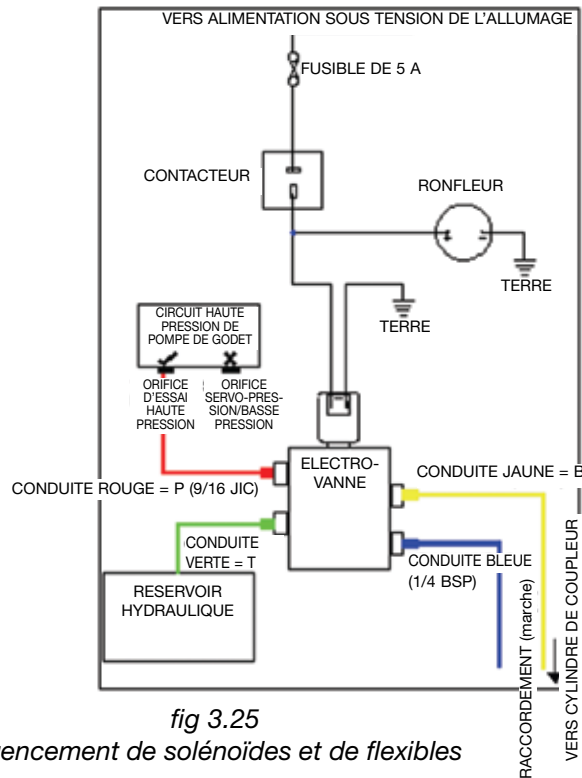 VERS ALIMENTATION SOUS TENSION DE L'ALLUMAGE
FUSIBLE DE 5 A
CONTACTEUR
RONFLEUR
TERRE
TERRE
CIRCUIT HAUTE
PRESSION DE
POMPE DE GODET
ORIFICE
D'ESSAI
HAUTE
PRESSION
ORIFICE
SERVO-PRES-
SION/BASSE
PRESSION
ELECTRO-
VANNE
CONDUITE JAUNE = B
CONDUITE ROUGE = P (9/16 JIC)
CONDUITE
VERTE = T
CONDUITE BLEUE
(1/4 BSP)
RESERVOIR
HYDRAULIQUE
RACCORDEMENT (marche)
VERS CYLINDRE DE COUPLEUR
fig 3.25
encement de solénoïdes et de flexibles